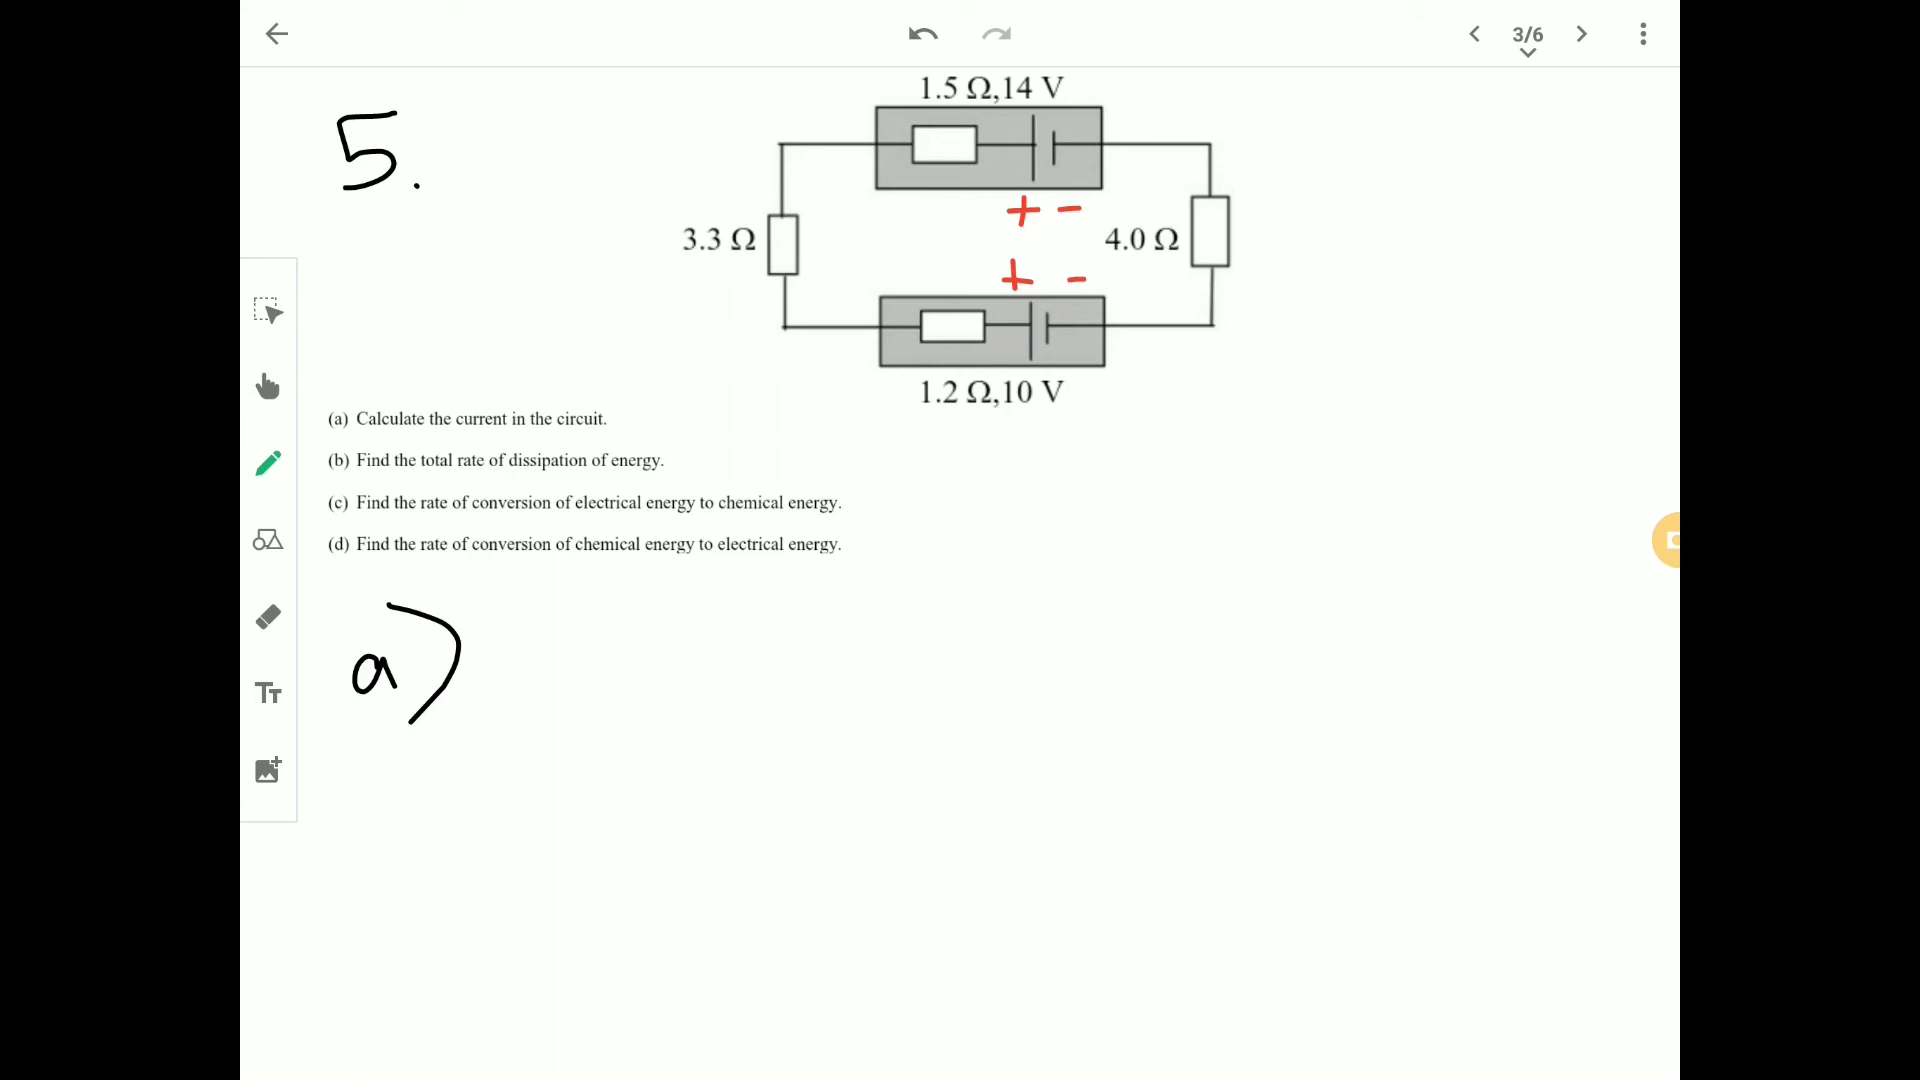 3/6
5.
1.5 Ω,14 V
+ -
3.3 Ω
4.0 Ω
+ -
1.2 Ω,10 V
(a) Calculate the current in the circuit.
(b) Find the total rate of dissipation of energy.
(c) Find the rate of conversion of electrical energy to chemical energy.
(d) Find the rate of conversion of chemical energy to electrical energy.
TT
a)